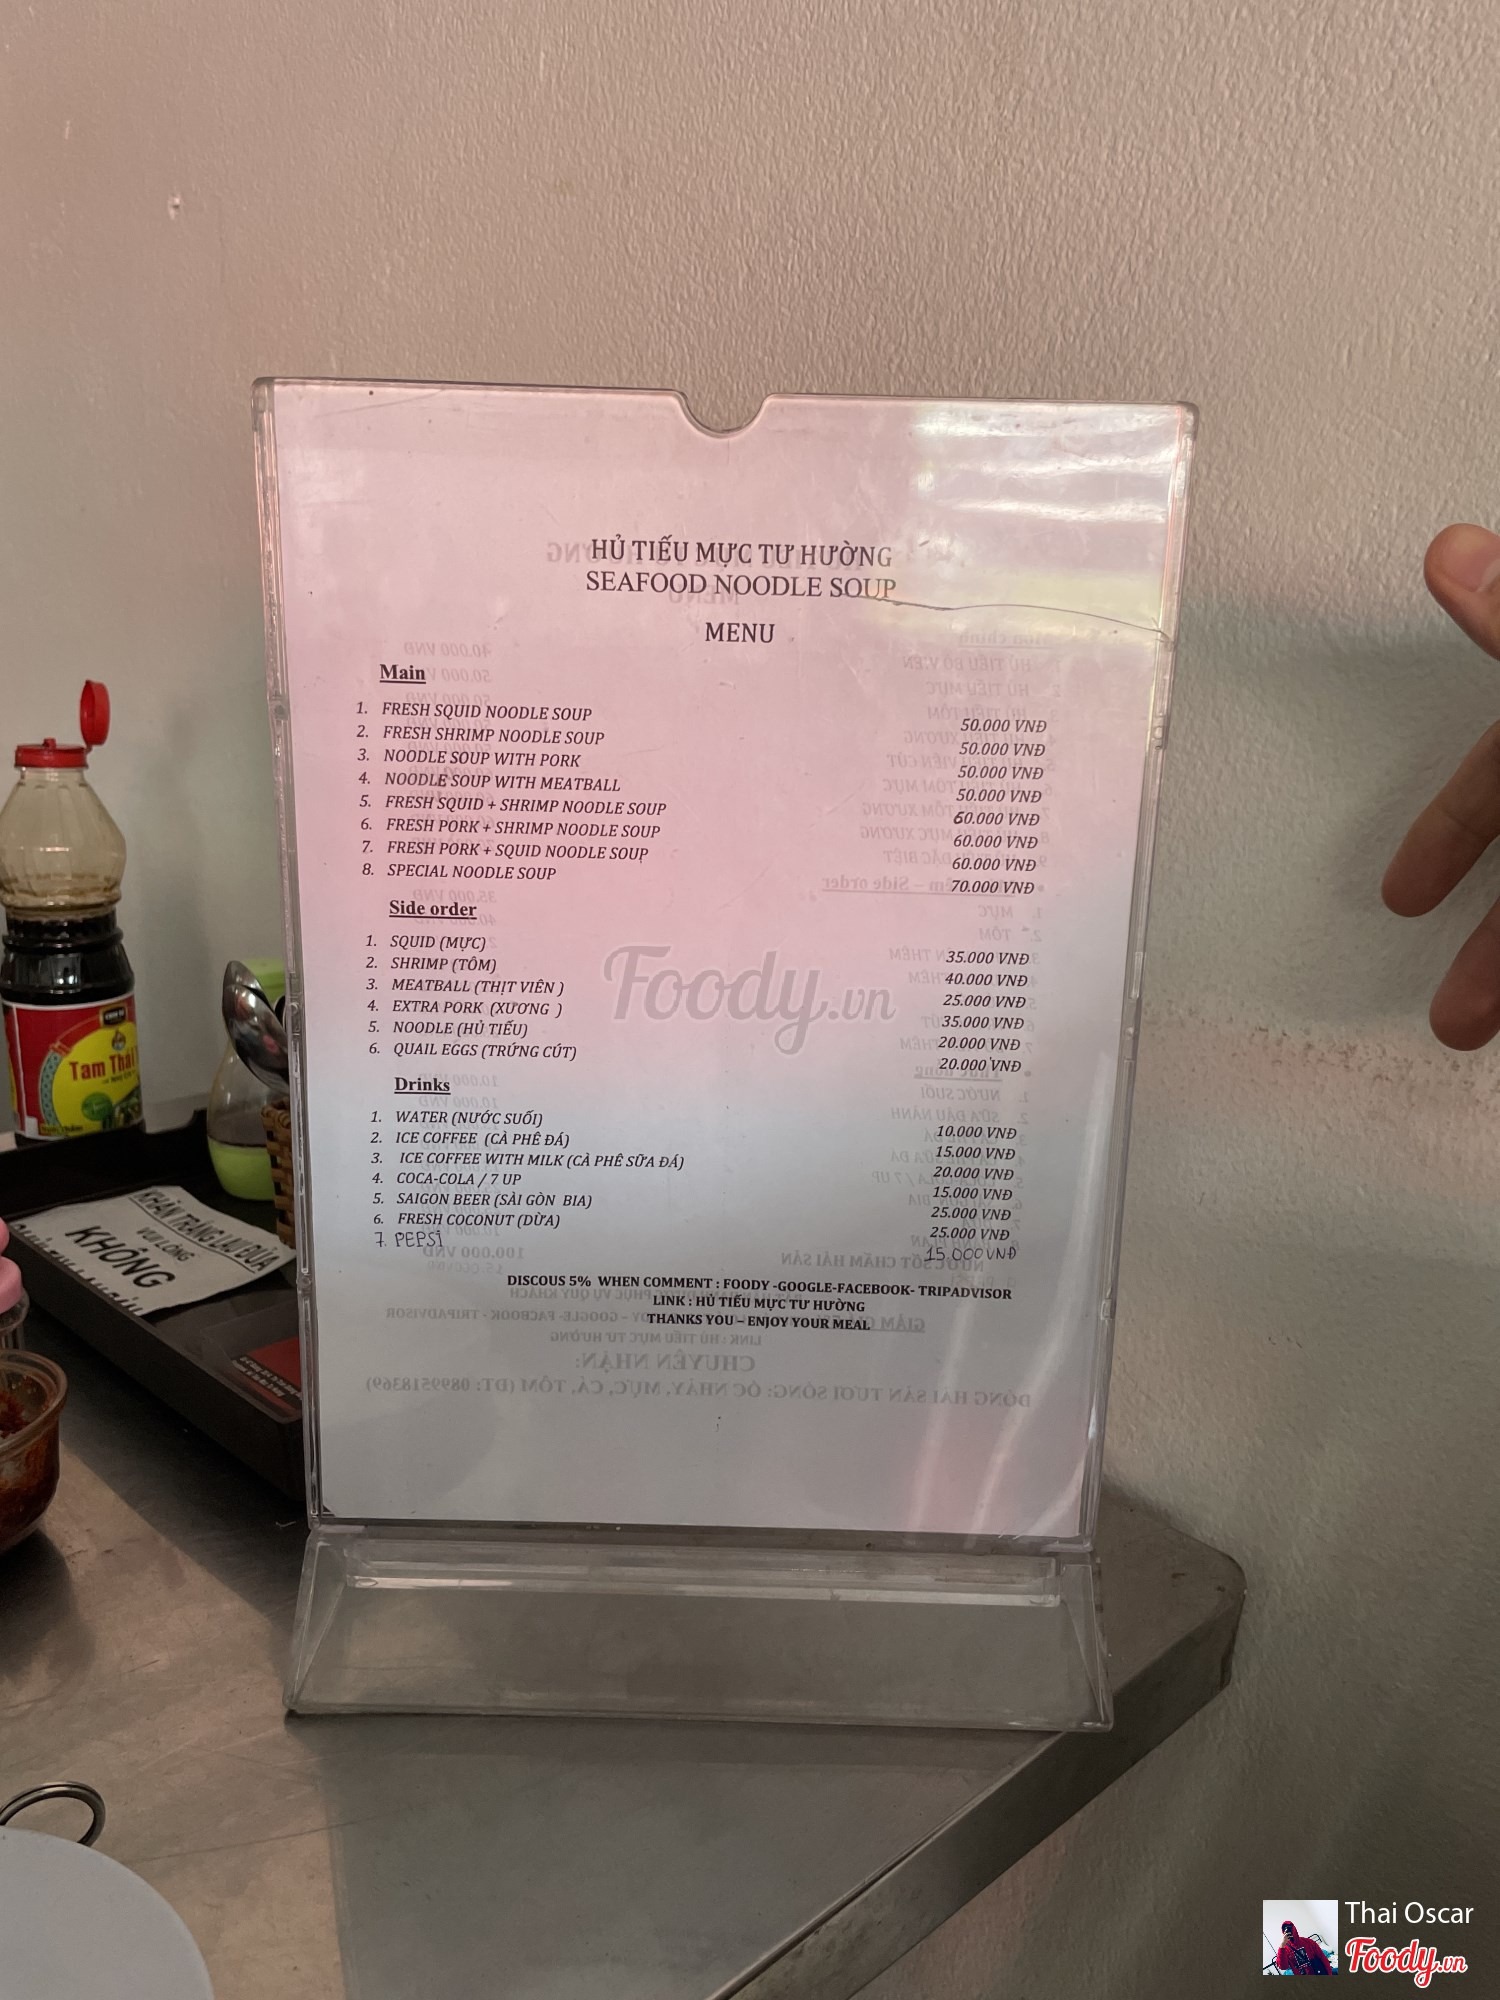 HỦ TIẾU MỰC TƯ HƯỜNG
SEAFOOD NOODLE SOUP
MENU
Main
1. FRESH SQUID NOODLE SOUP 50.000 VNĐ
2. FRESH SHRIMP NOODLE SOUP 50.000 VNĐ
3. NOODLE SOUP WITH PORK 50.000 VNĐ
4. NOODLE SOUP WITH MEATBALL 50.000 VNĐ
5. FRESH SQUID + SHRIMP NOODLE SOUP 60.000 VNĐ
6. FRESH PORK + SHRIMP NOODLE SOUP 60.000 VNĐ
7. FRESH PORK + SQUID NOODLE SOUP 60.000 VNĐ
8. SPECIAL NOODLE SOUP 70.000 VNĐ
Side order
1. SQUID (MỰC) 35.000 VNĐ
2. SHRIMP (TÔM) 40.000 VNĐ
3. MEATBALL (THỊT VIÊN ) 25.000 VNĐ
4. EXTRA PORK (XƯƠNG ) 35.000 VNĐ
5. NOODLE (HỦ TIẾU) 20.000 VNĐ
6. QUAIL EGGS (TRỨNG CÚT) 20.000 VNĐ
Drinks
1. WATER (NƯỚC SUỐI) 10.000 VNĐ
2. ICE COFFEE (CÀ PHÊ ĐÁ) 15.000 VNĐ
3. ICE COFFEE WITH MILK (CÀ PHÊ SỮA ĐÁ) 20.000 VNĐ
4. COCA-COLA / 7 UP 15.000 VNĐ
5. SAIGON BEER (SÀI GÒN BIA) 25.000 VNĐ
6. FRESH COCONUT (DỪA) 25.000 VNĐ
7. PEPSI 15.000 VNĐ
DISCOUS 5% WHEN COMMENT : FOODY -GOOGLE-FACEBOOK- TRIPADVISOR
LINK : HỦ TIẾU MỰC TƯ HƯỜNG
THANKS YOU – ENJOY YOUR MEAL
Foody.vn
Tam Thái
KHĂN TRẮNG LAU ĐŨA
VUI LÒNG
KHÔNG
Thai Oscar
Foody.vn